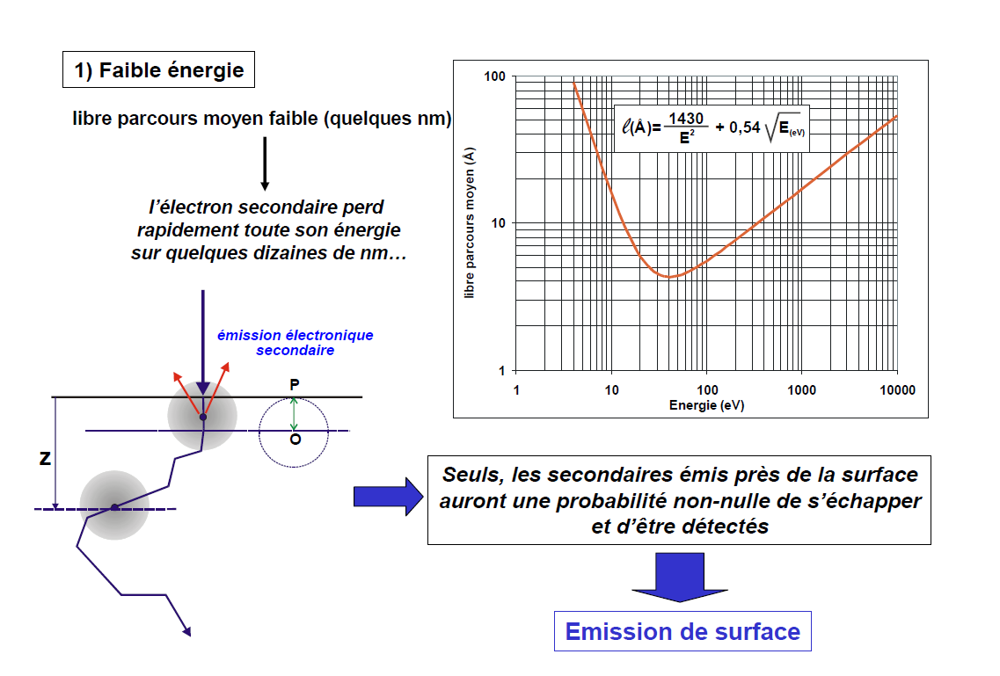 1) Faible énergie
libre parcours moyen faible (quelques nm)
l’électron secondaire perd
rapidement toute son énergie
sur quelques dizaines de nm…
émission électronique
secondaire
P
O
Z
100
10
1
libre parcours moyen (Å)
ℓ(Å)= 1430/E² + 0,54 √E(eV)
1 10 100 1000 10000
Energie (eV)
Seuls, les secondaires émis près de la surface
auront une probabilité non-nulle de s’échapper
et d’être détectés
Emission de surface